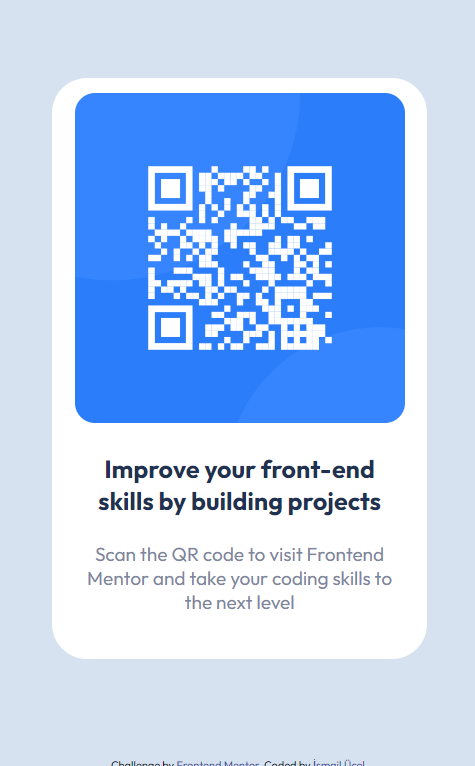 Improve your front-end
skills by building projects
Scan the QR code to visit Frontend
Mentor and take your coding skills to
the next level
Challenge by Frontend Mentor. Coded by İsmail Ücel.